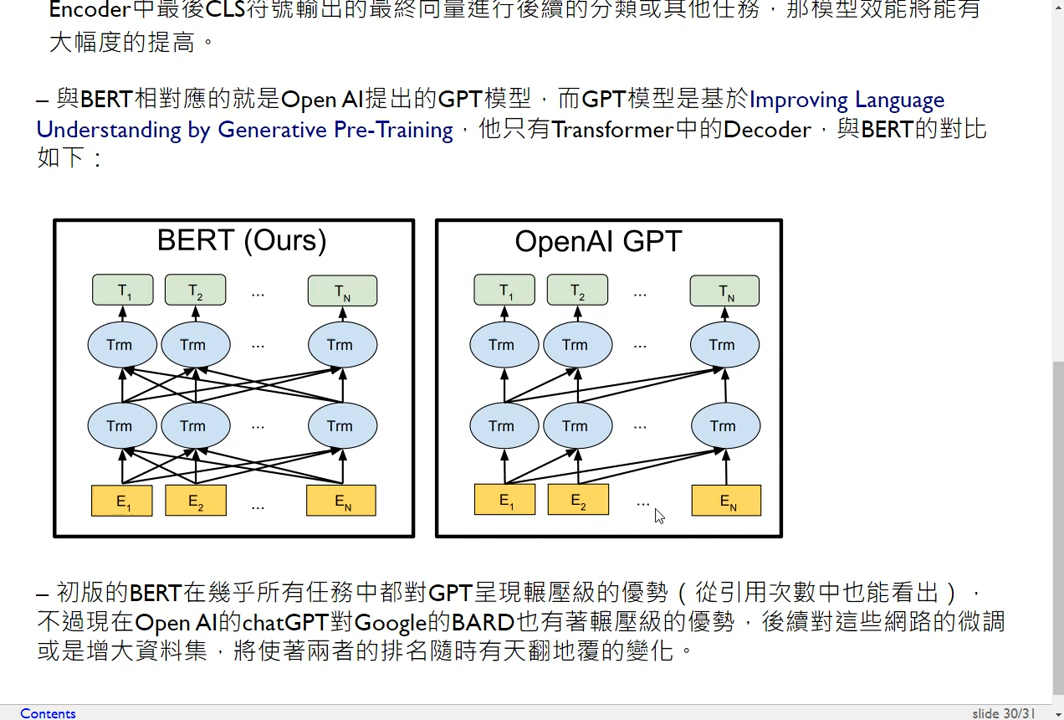 Encoder中最後CLS符號輸出的最終向量進行後續的分類或其他任務，那模型效能將能有
大幅度的提高。
– 與BERT相對應的就是Open AI提出的GPT模型，而GPT模型是基於Improving Language
Understanding by Generative Pre-Training，他只有Transformer中的Decoder，與BERT的對比
如下：
BERT (Ours)
T1 T2 ... TN
Trm Trm ... Trm
Trm Trm ... Trm
E1 E2 ... EN
OpenAI GPT
T1 T2 ... TN
Trm Trm ... Trm
Trm Trm ... Trm
E1 E2 ... EN
– 初版的BERT在幾乎所有任務中都對GPT呈現輾壓級的優勢（從引用次數中也能看出），
不過現在Open AI的chatGPT對Google的BARD也有著輾壓級的優勢，後續對這些網路的微調
或是增大資料集，將使著兩者的排名隨時有天翻地覆的變化。
Contents
slide 30/31